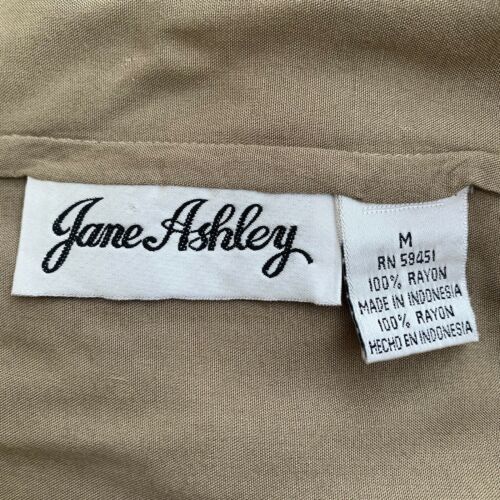 Jane Ashley
M
RN 59451
100% RAYON
MADE IN INDONESIA
100% RAYON
HECHO EN INDONESIA